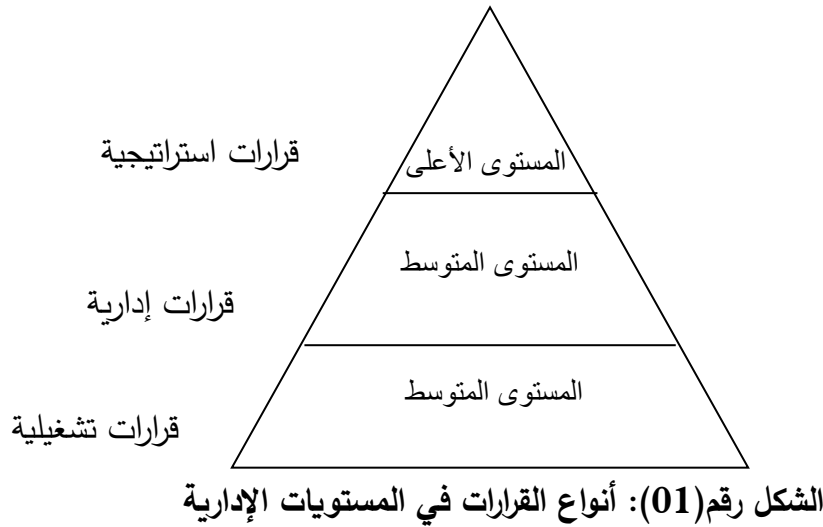 المستوى الأعلى
قرارات استراتيجية
المستوى المتوسط
قرارات إدارية
المستوى المتوسط
قرارات تشغيلية
الشكل رقم(01): أنواع القرارات في المستويات الإدارية